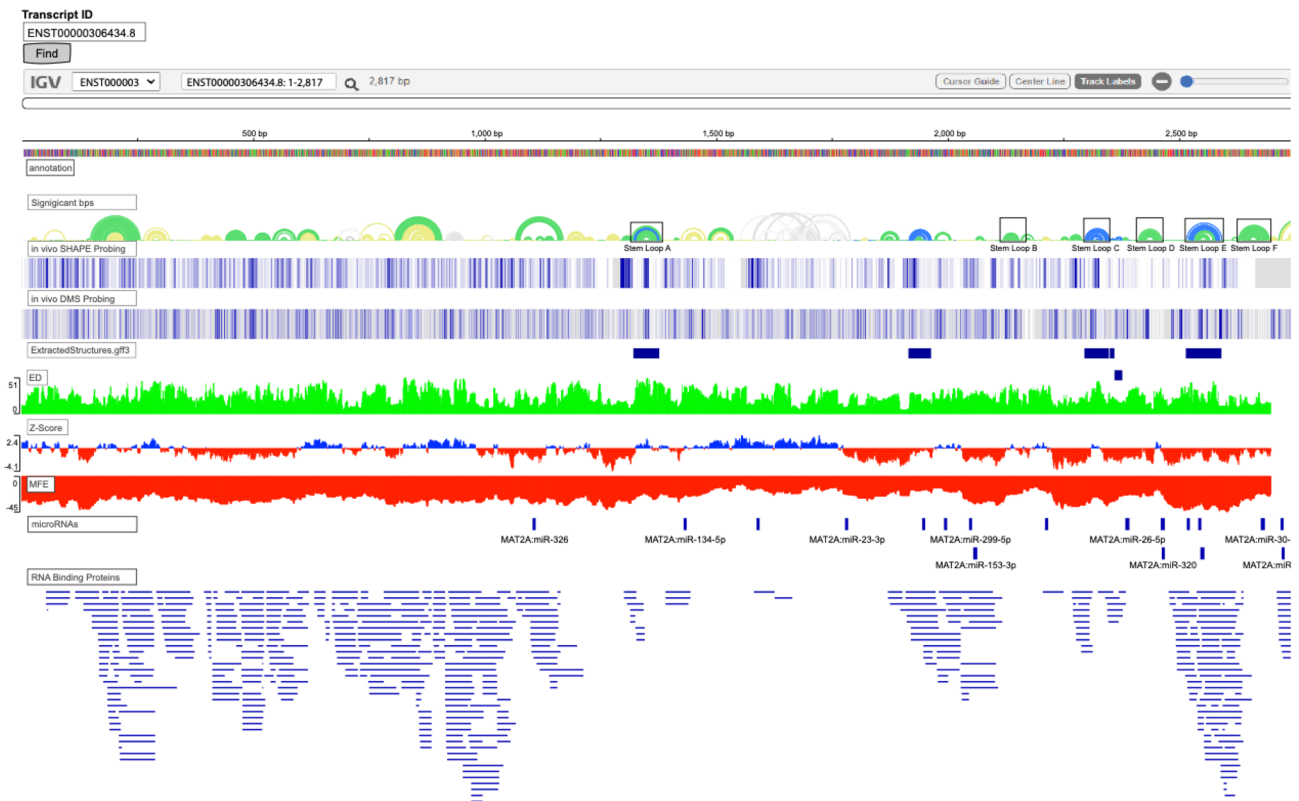 Transcript ID
ENST00000306434.8
Find
IGV ENST000003 ENST00000306434.8: 1-2,817 2,817 bp Cursor Guide Center Line Track Labels
500 bp 1,000 bp 1,500 bp 2,000 bp 2,500 bp
annotation
Signigicant bps
in vivo SHAPE Probing Stem Loop A Stem Loop B Stem Loop C Stem Loop D Stem Loop E Stem Loop F
in vivo DMS Probing
ExtractedStructures.gff3
ED
51
0
Z-Score
2.4
-4.1
0
MFE
-45
microRNAs
MAT2A:miR-326 MAT2A:miR-134-5p MAT2A:miR-23-3p MAT2A:miR-299-5p MAT2A:miR-26-5p MAT2A:miR-30-
MAT2A:miR-153-3p MAT2A:miR-320 MAT2A:miR
RNA Binding Proteins